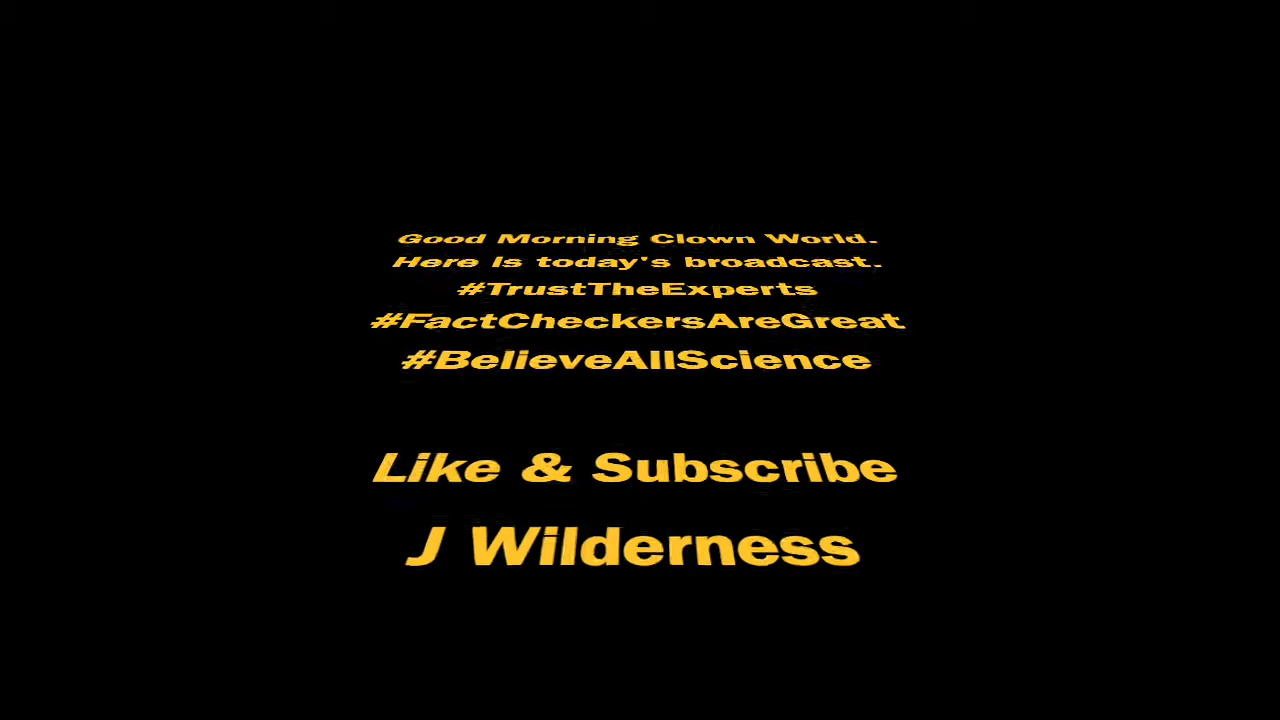 Good Morning Clown World.
Here is today's broadcast.
#TrustTheExperts
#FactCheckersAreGreat
#BelieveAllScience
Like & Subscribe
J Wilderness